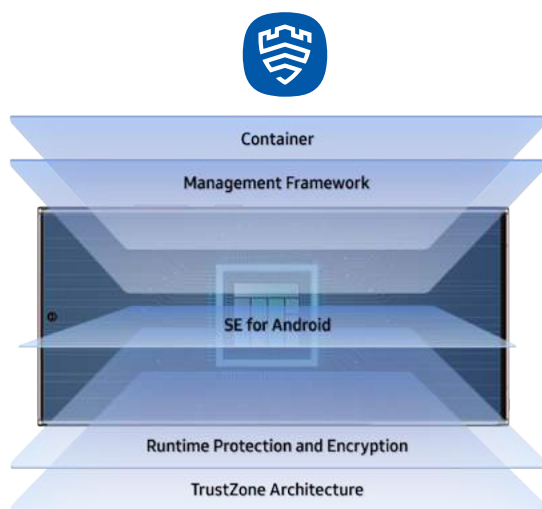 Container
Management Framework
SE for Android
Runtime Protection and Encryption
TrustZone Architecture